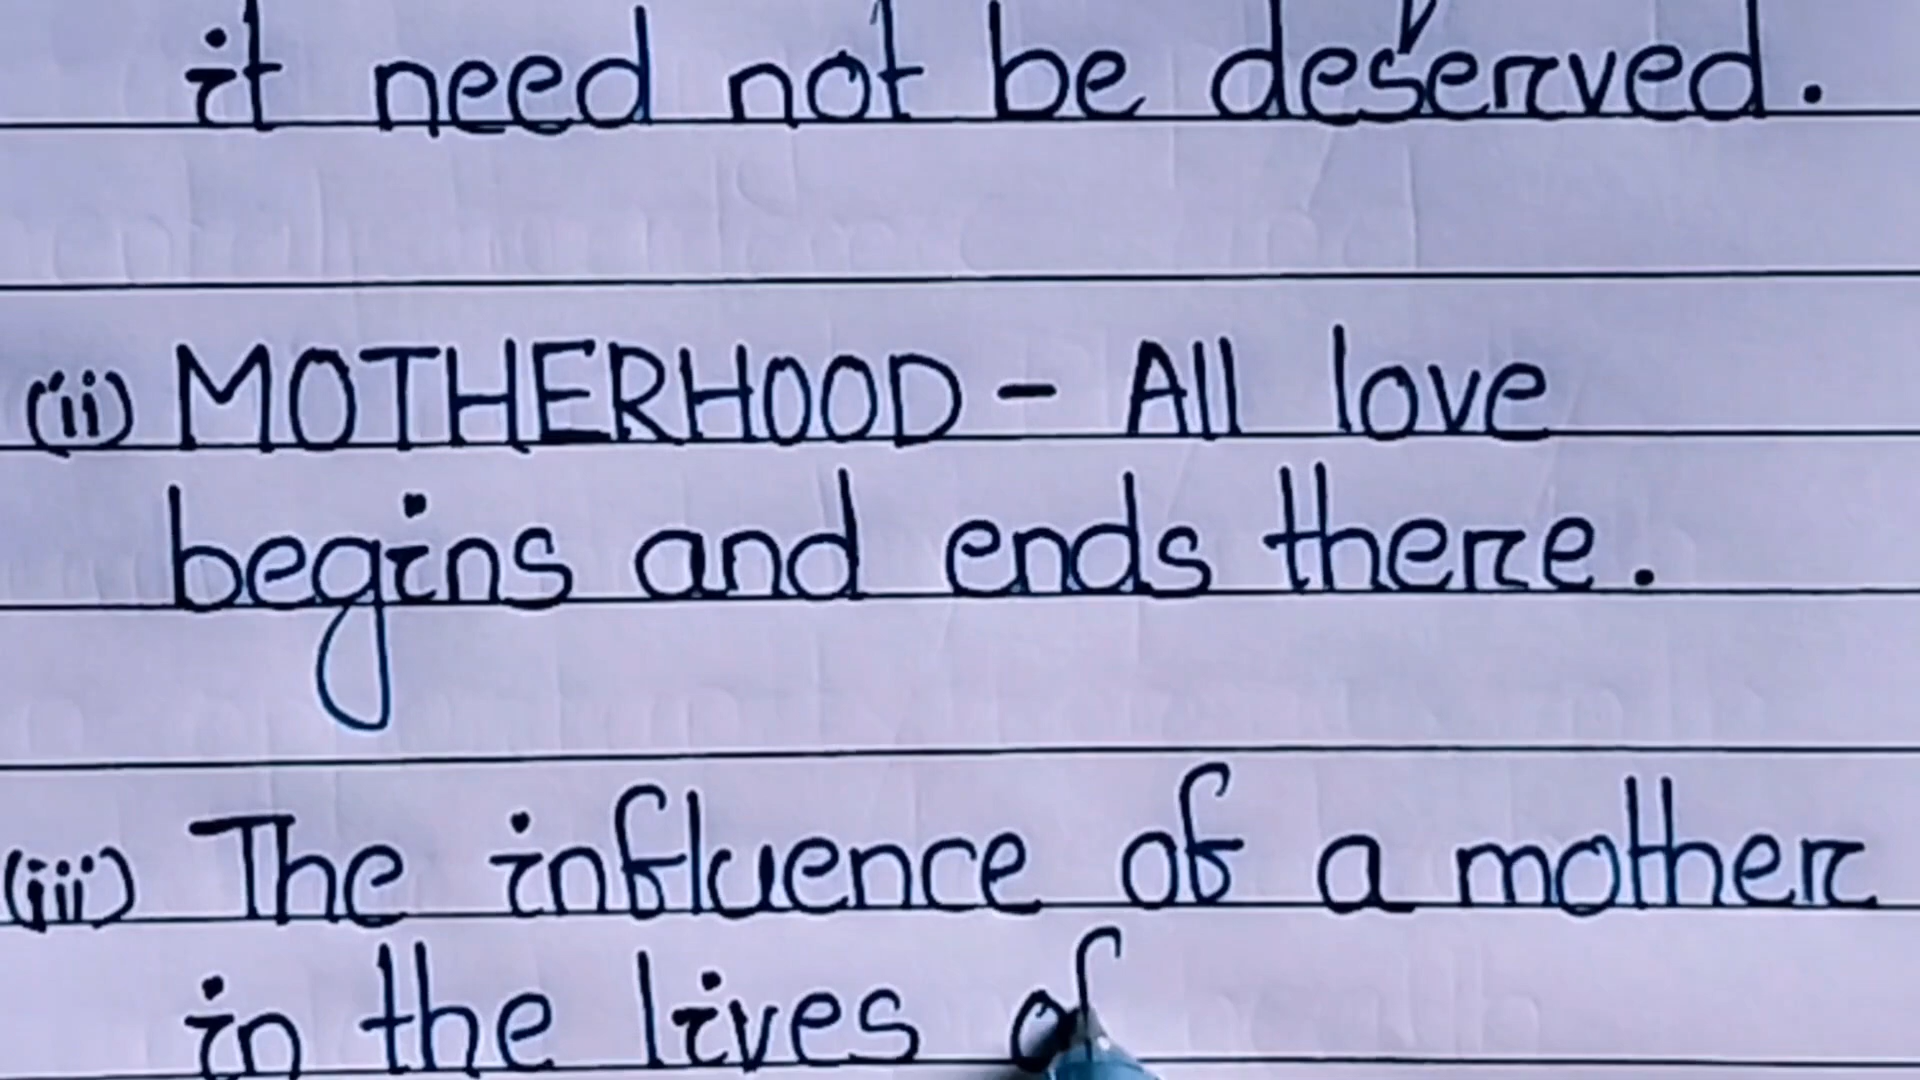 it need not be deserved.
(ii) MOTHERHOOD - All love
begins and ends there.
(iii) The influence of a mother
in the lives of